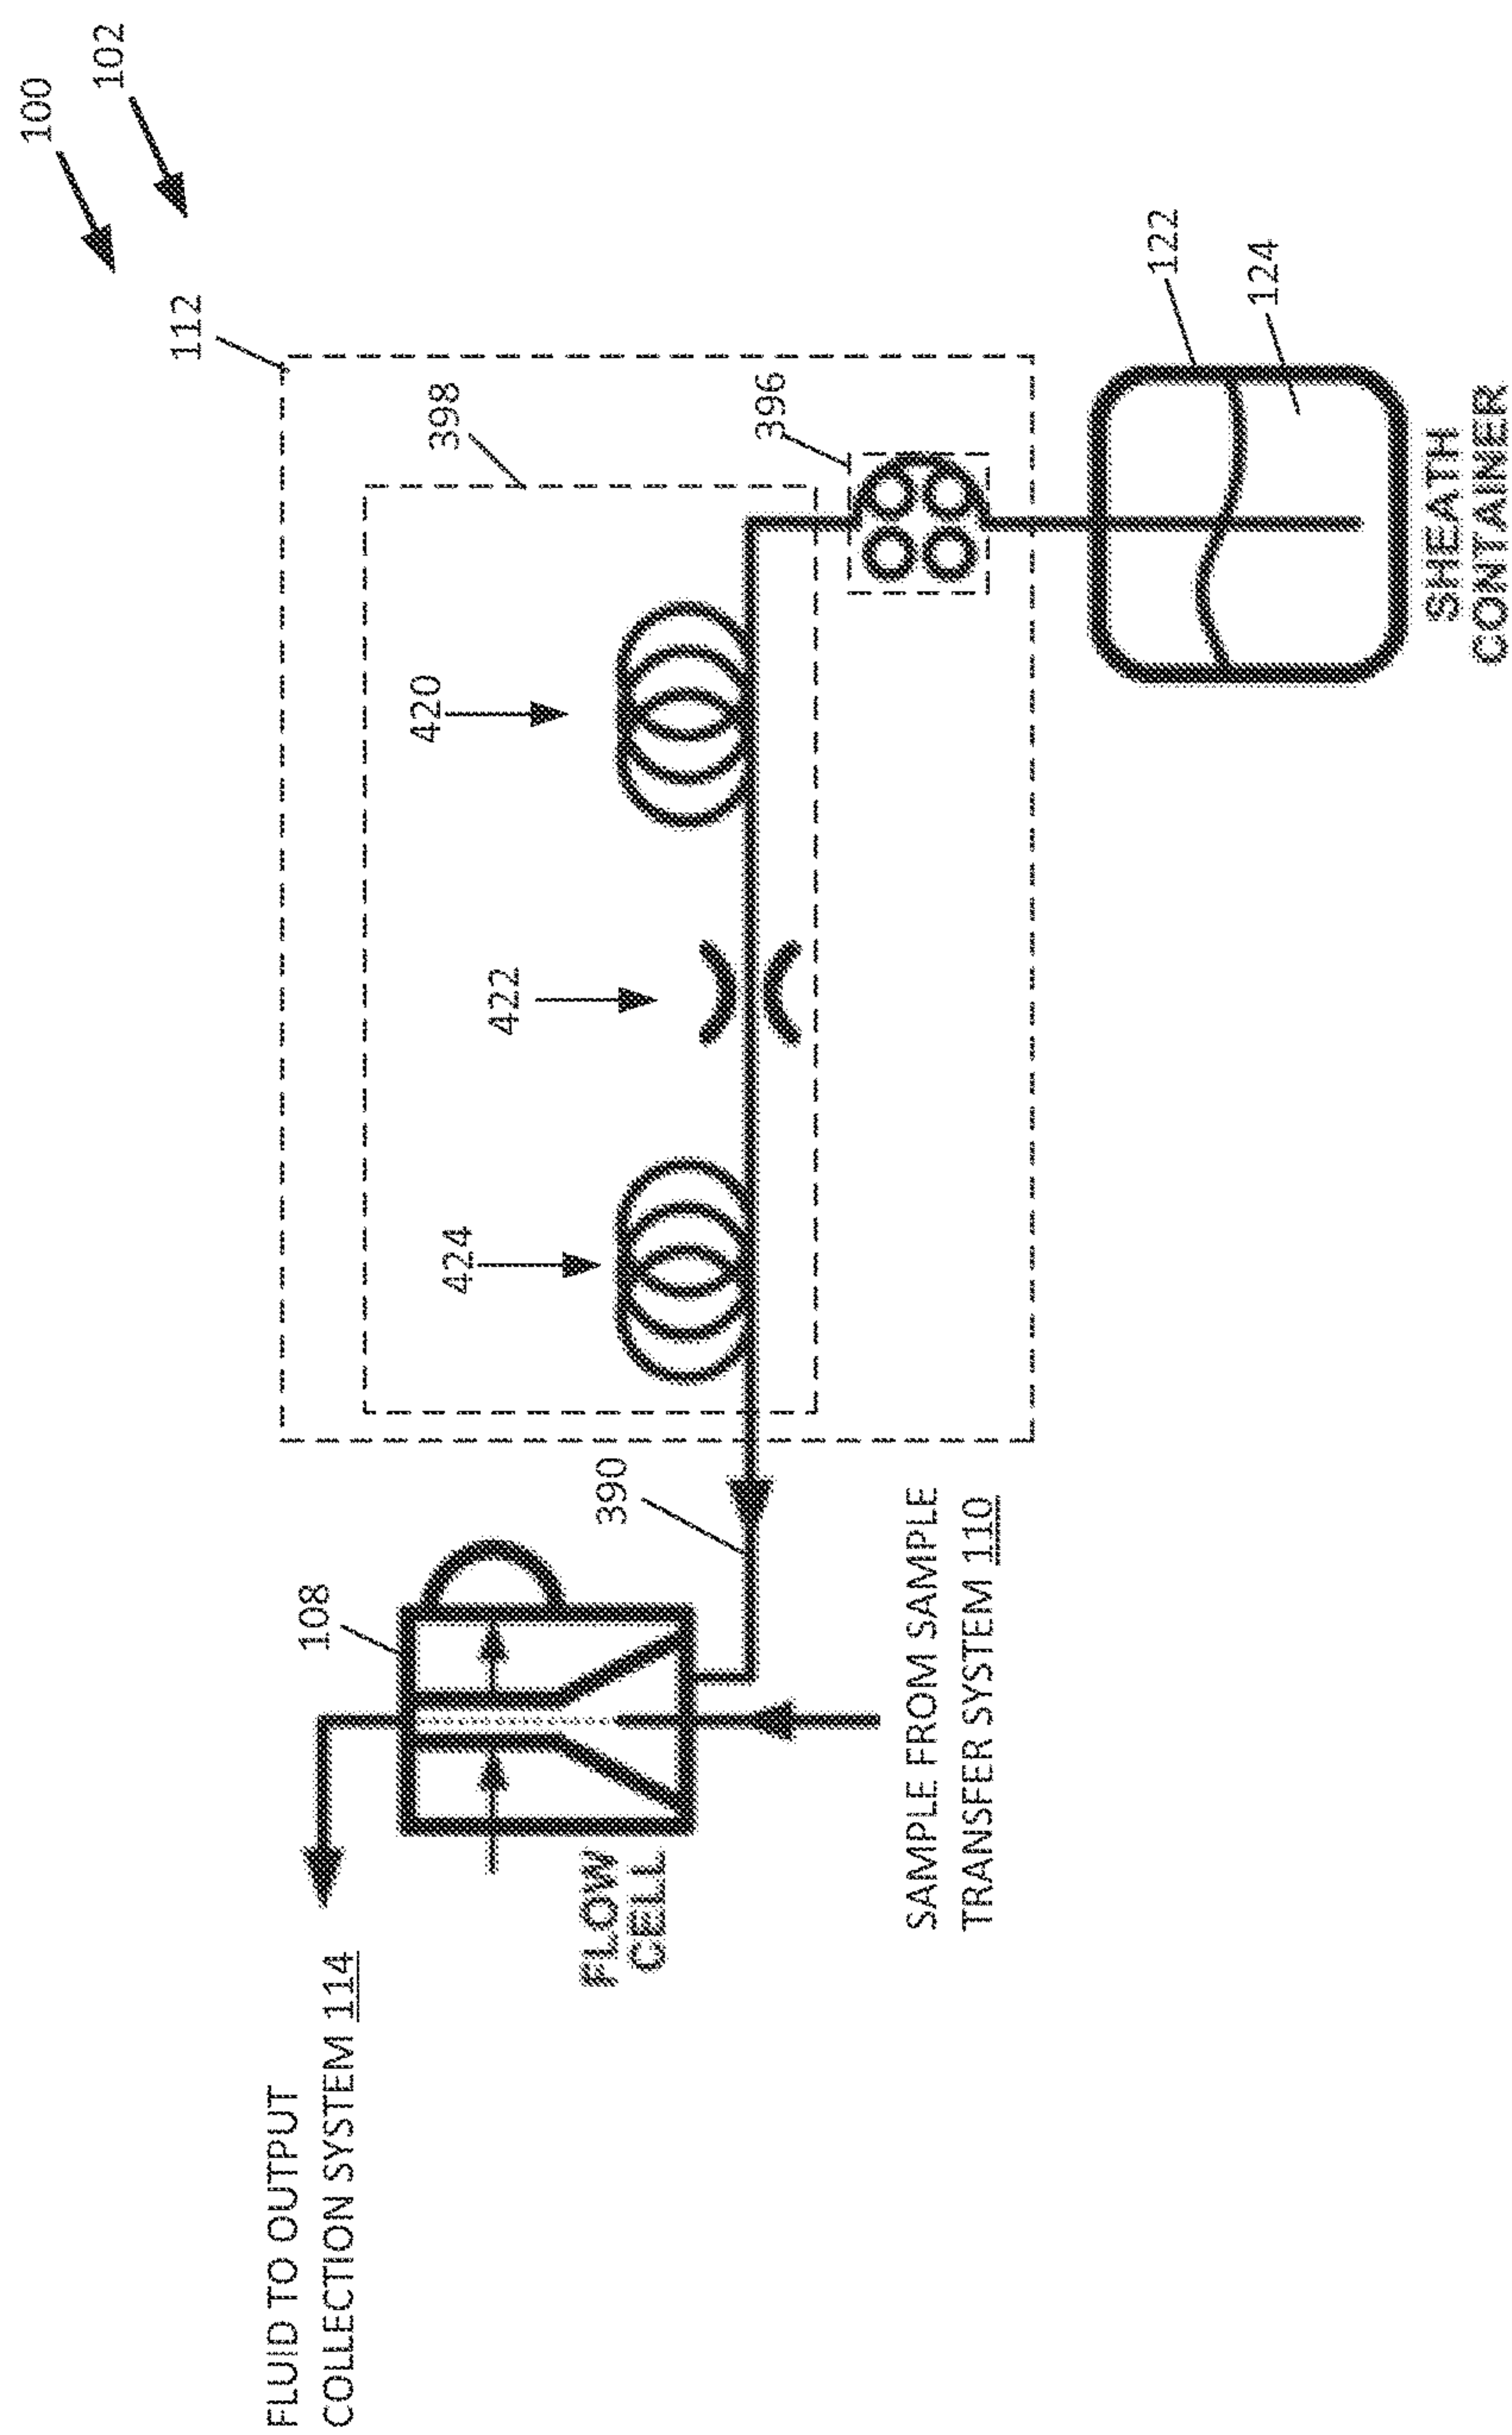 100
102
112
398
396
122
124
420
422
424
390
108
SHEATH
CONTAINER
FLOW
CELL
SAMPLE FROM SAMPLE
TRANSFER SYSTEM 110
FLUID TO OUTPUT
COLLECTION SYSTEM 114